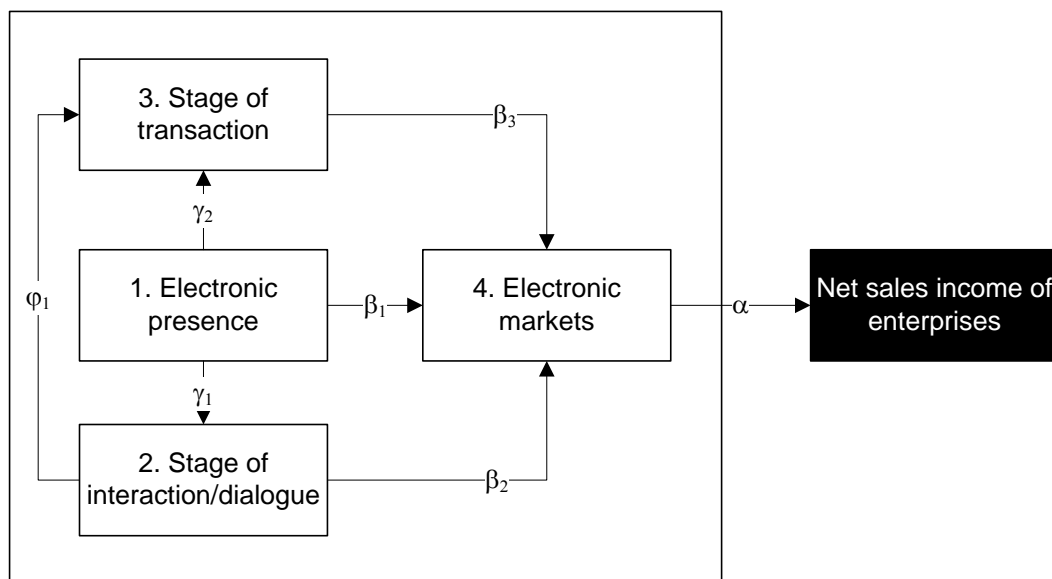 3. Stage of
transaction
β3
γ2
1. Electronic
presence
φ1
β1
4. Electronic
markets
α
Net sales income of
enterprises
γ1
2. Stage of
interaction/dialogue
β2